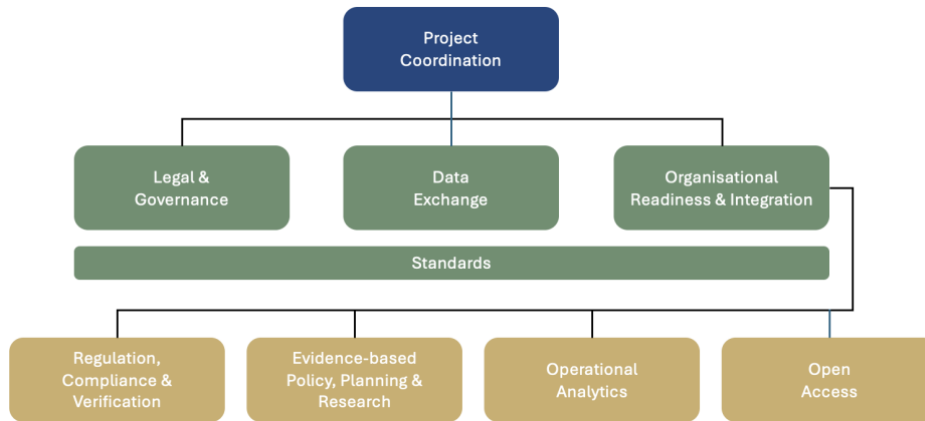 Project
Coordination
Legal &
Governance
Data
Exchange
Organisational
Readiness & Integration
Standards
Regulation,
Compliance &
Verification
Evidence-based
Policy, Planning &
Research
Operational
Analytics
Open
Access